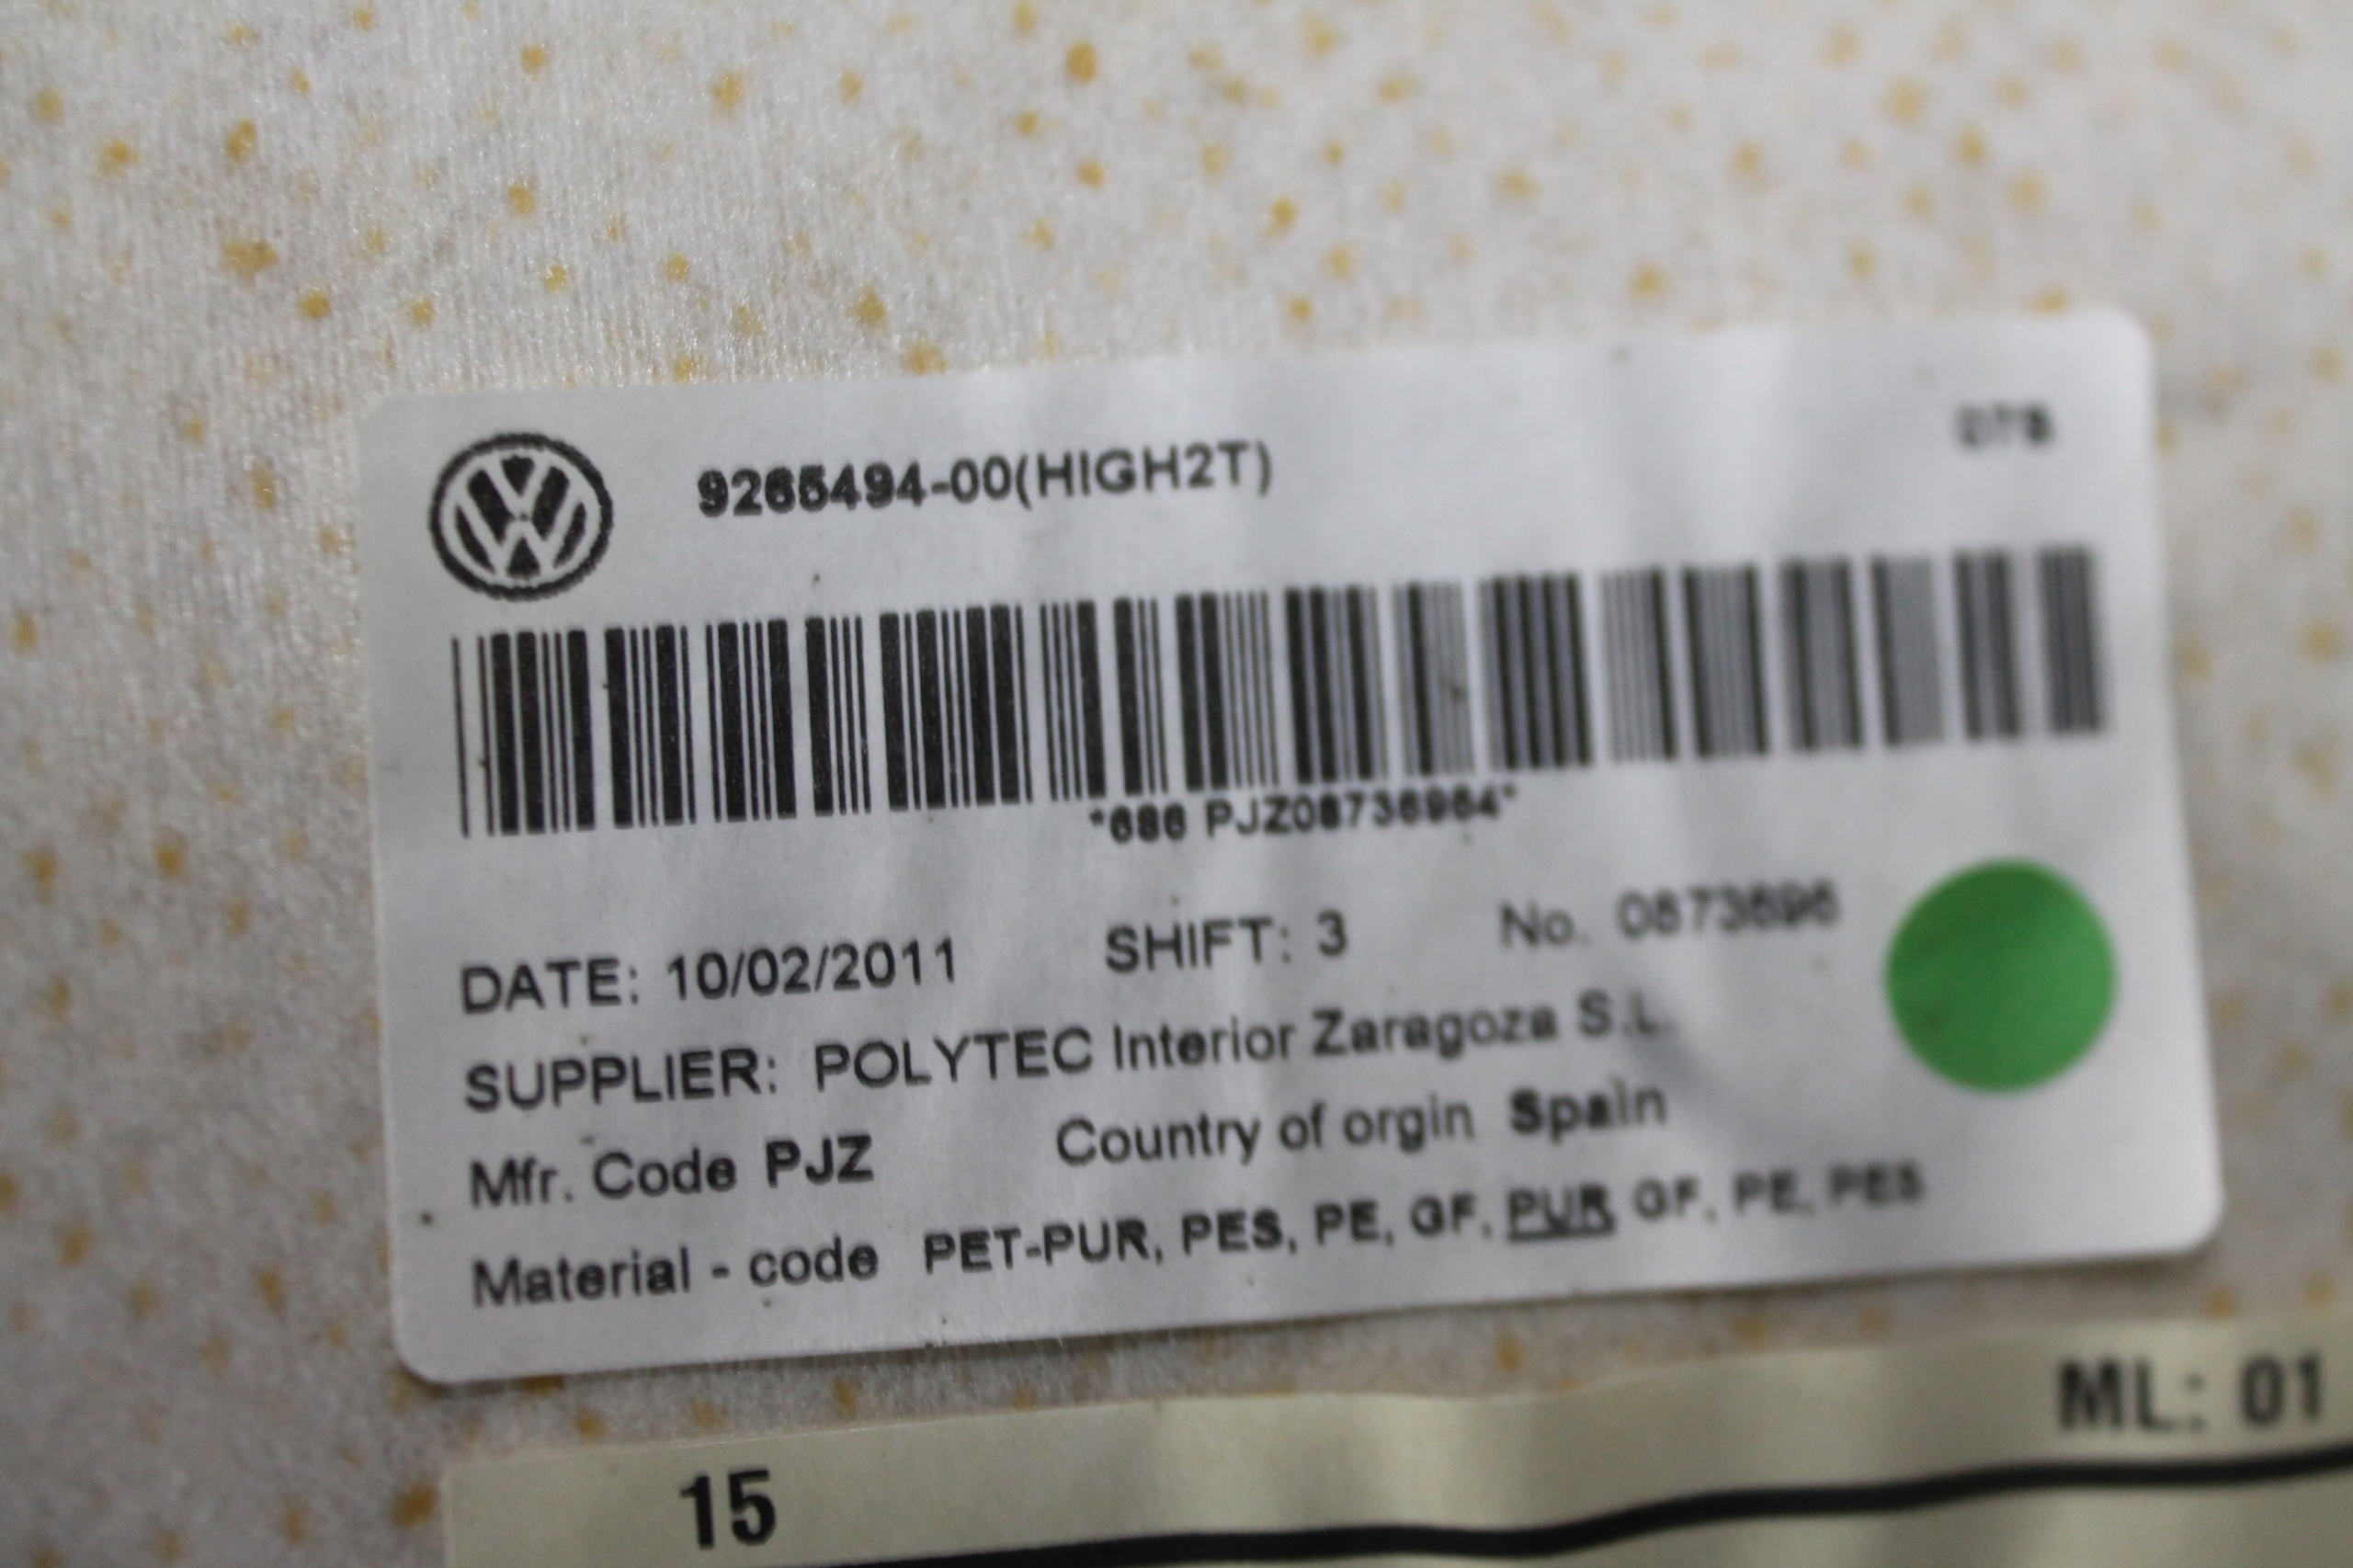 9265494-00(HIGH2T)
DATE: 10/02/2011 SHIFT: 3 No.
SUPPLIER: POLYTEC Interior Zaragoza S.L.
Mfr. Code PJZ Country of orgin Spain
Material - code PET-PUR, PES, PE, GF, PUR GF, PE, PES
ML: 01
15